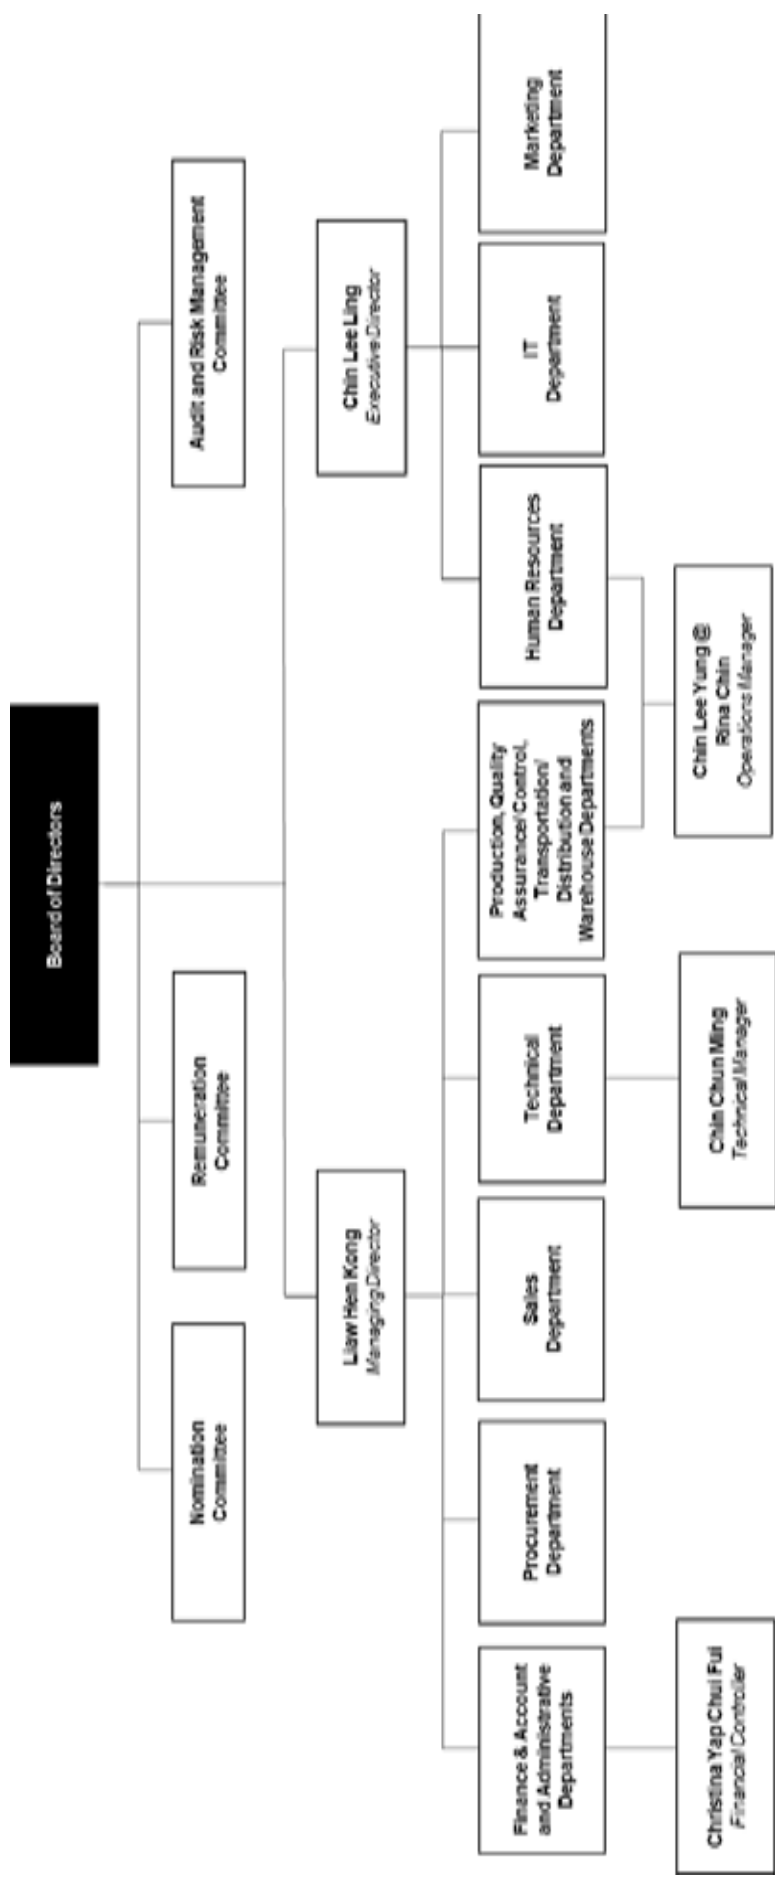 Board of Directors
Nomination
Committee
Remuneration
Committee
Audit and Risk Management
Committee
Liaw Hen Kong
Managing Director
Chin Lee Ling
Executive Director
Finance & Account
and Administrative
Departments
Procurement
Department
Sales
Department
Technical
Department
Production, Quality
Assurance/ Control,
Transportation/
Distribution and
Warehouse Departments
Human Resources
Department
IT
Department
Marketing
Department
Christina Yap Chui Fui
Financial Controller
Chin Chun Ming
Technical Manager
Chin Lee Yung @
Rina Chin
Operations Manager